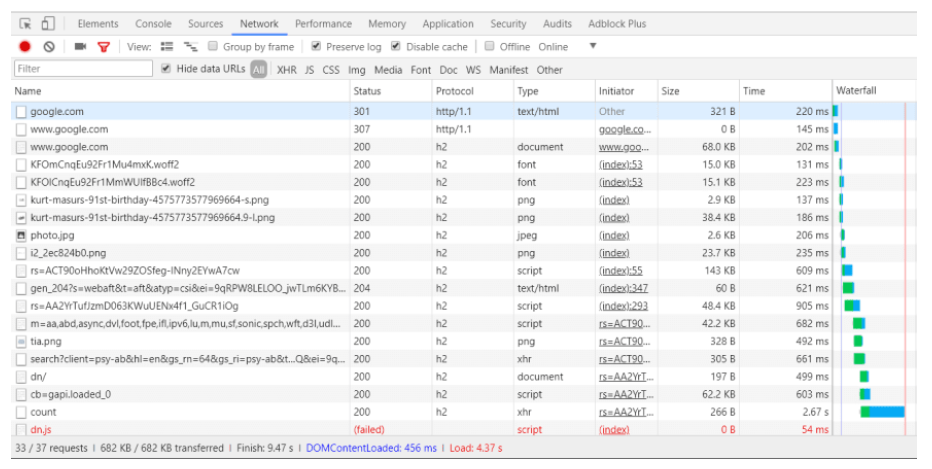 Elements Console Sources Network Performance Memory Application Security Audits Adblock Plus
View: Group by frame Preserve log Disable cache Offline Online
Filter Hide data URLs All XHR JS CSS Img Media Font Doc WS Manifest Other
Name Status Protocol Type Initiator Size Time Waterfall
google.com 301 http/1.1 text/html Other 321 B 220 ms
www.google.com 307 http/1.1 google.co... 0 B 145 ms
www.google.com 200 h2 document www.goo... 68.0 KB 202 ms
KFOmCnqEu92Fr1Mu4mxK.woff2 200 h2 font (index):53 15.0 KB 131 ms
KFOlCnqEu92Fr1MmWUlfBBc4.woff2 200 h2 font (index):53 15.1 KB 223 ms
kurt-masurs-91st-birthday-4575773577969664-s.png 200 h2 png (index) 2.9 KB 137 ms
kurt-masurs-91st-birthday-4575773577969664.9-l.png 200 h2 png (index) 38.4 KB 186 ms
photo.jpg 200 h2 jpeg (index) 2.6 KB 206 ms
i2_2ec824b0.png 200 h2 png (index) 23.7 KB 235 ms
rs=ACT90oHhoKtVw29ZOSfeg-INny2EYwA7cw 200 h2 script (index):55 143 KB 609 ms
gen_204?s=webaft&t=aft&atyp=csi&ei=9qRPW8LELOO_jwTLm6KYB... 204 h2 text/html (index):347 60 B 621 ms
rs=AA2YrTufJzmD063KWuUENx4f1_GuCR1iOg 200 h2 script (index):293 48.4 KB 905 ms
m=aa,abd,async,dvl,foot,fpe,ifl,ipv6,lu,m,mu,sf,sonic,spch,wft,d3l,udl... 200 h2 script rs=ACT90... 42.2 KB 682 ms
tia.png 200 h2 png rs=ACT90... 328 B 492 ms
search?client=psy-ab&hl=en&gs_rn=64&gs_ri=psy-ab&t...Q&ei=9q... 200 h2 xhr rs=ACT90... 305 B 661 ms
dn/ 200 h2 document rs=AA2YrT... 197 B 499 ms
cb=gapi.loaded_0 200 h2 script rs=AA2YrT... 62.2 KB 603 ms
count 200 h2 xhr rs=AA2YrT... 266 B 2.67 s
dn.js (failed) script (index) 0 B 54 ms
33 / 37 requests | 682 KB / 682 KB transferred | Finish: 9.47 s | DOMContentLoaded: 456 ms | Load: 4.37 s